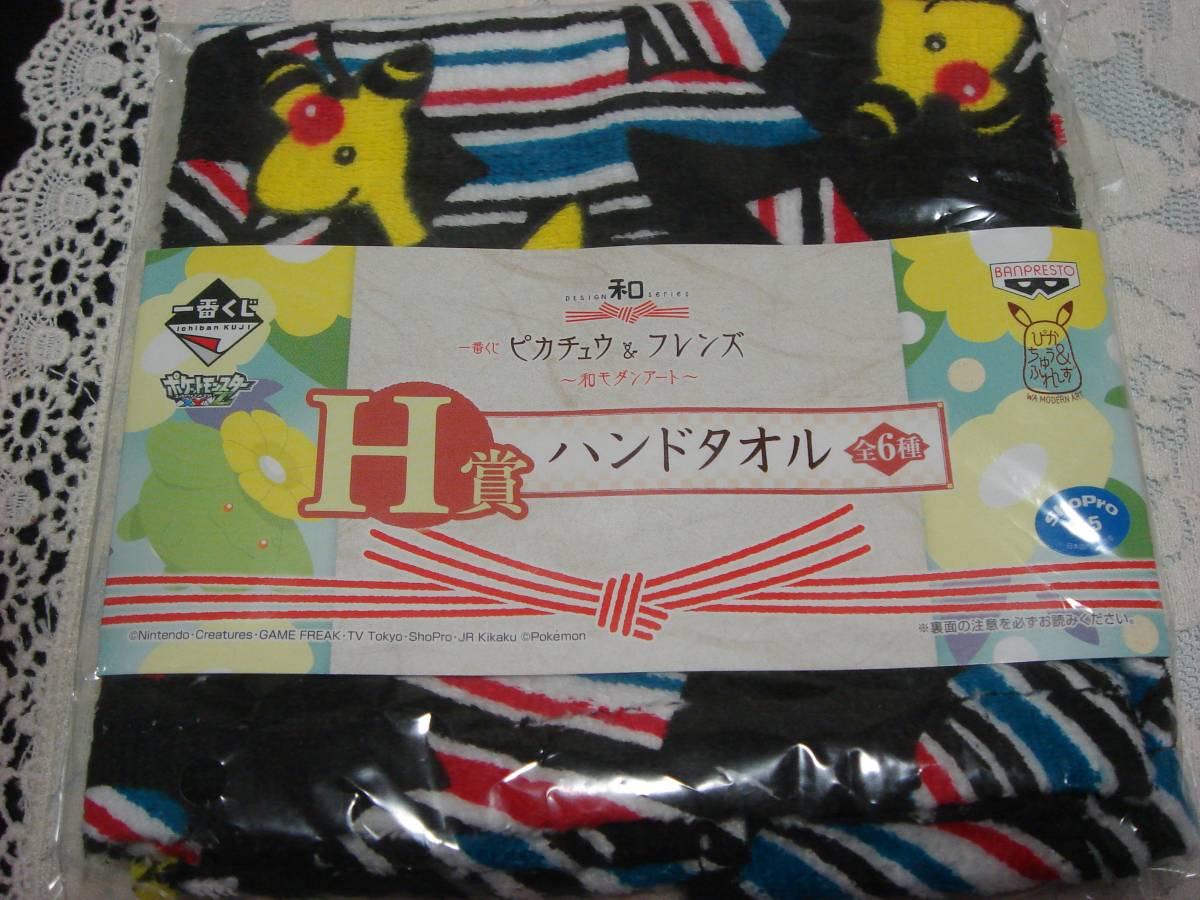 一番くじ
Ichiban KUJI
ポケットモンスター
XYZ
DESIGN 和 series
一番くじ ピカチュウ&フレンズ
〜和モダンアート〜
H賞 ハンドタオル 全6種
BANPRESTO
ぴか
ちゅう&
ふれんず
WA MODERN ART
ShoPro
5
©Nintendo・Creatures・GAME FREAK・TV Tokyo・ShoPro・JR Kikaku ©Pokémon
※裏面の注意を必ずお読みください。